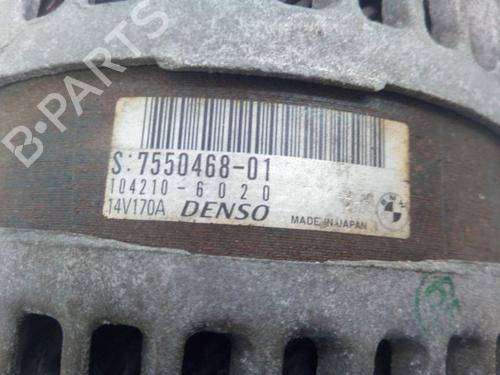 B-PARTS
S:7550468-01
104210-6020
14V170A DENSO
MADE IN JAPAN